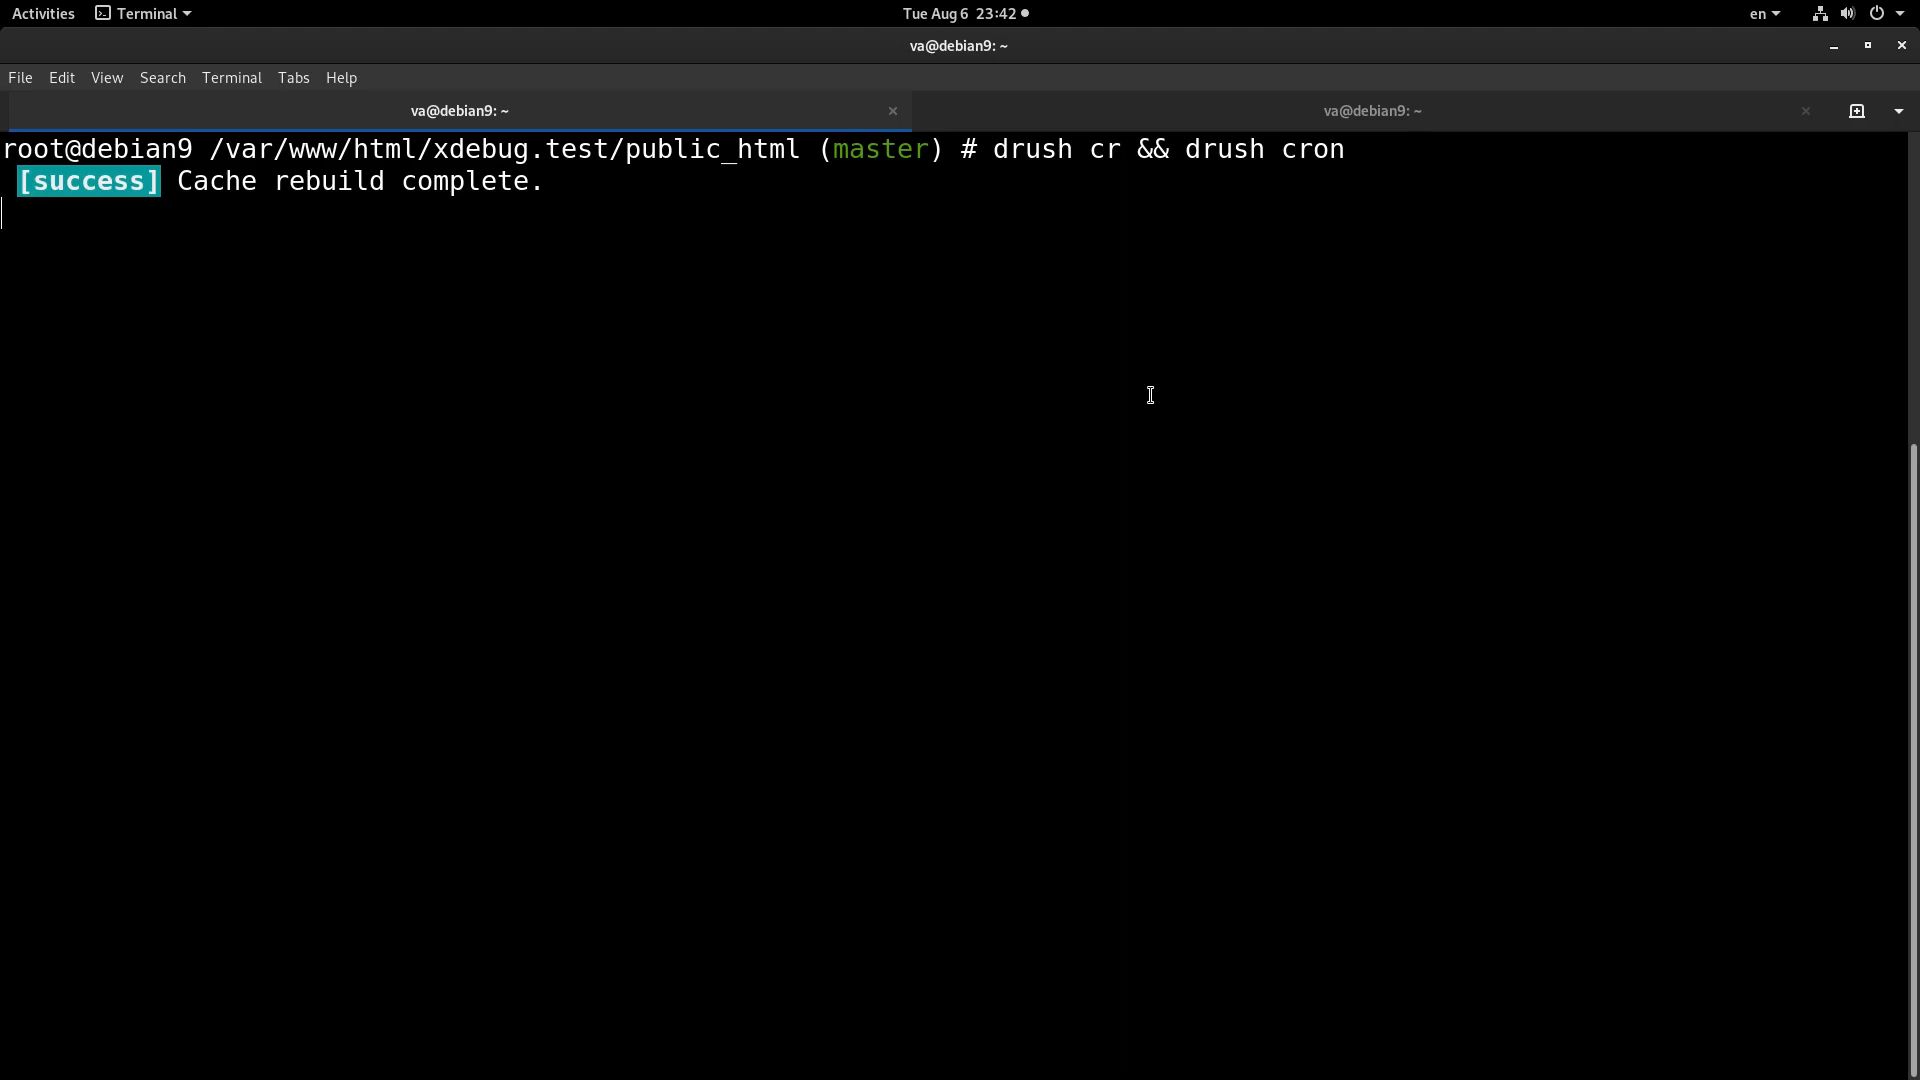 Activities Terminal Tue Aug 6 23:42 en
va@debian9: ~
File Edit View Search Terminal Tabs Help
va@debian9: ~ va@debian9: ~
root@debian9 /var/www/html/xdebug.test/public_html (master) # drush cr && drush cron
[success] Cache rebuild complete.